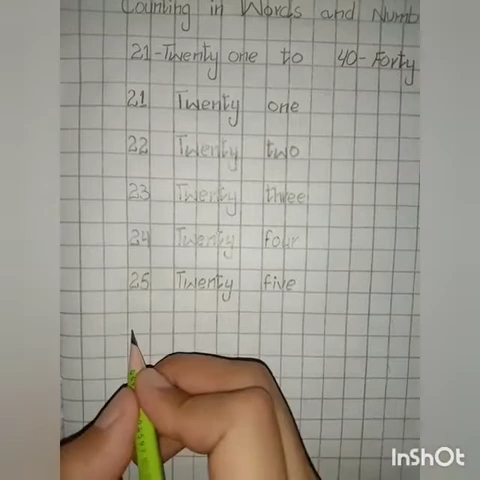 Counting in Words and Numb
21-Twenty one to 40-Forty
21 Twenty one
22 Twenty two
23 Twenty three
24 Twenty four
25 Twenty five
InShOt